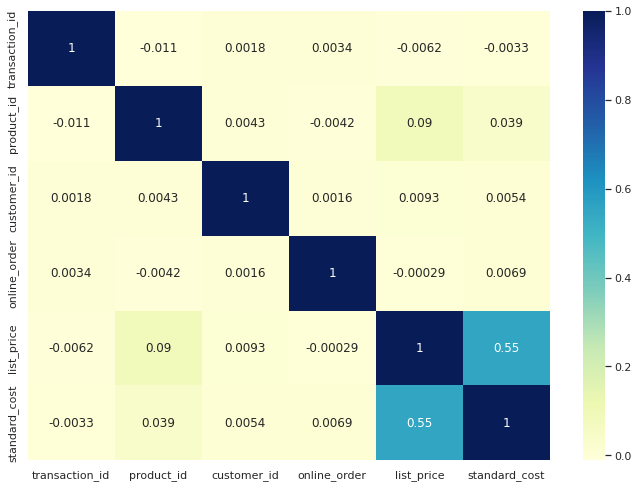 transaction_id 1 -0.011 0.0018 0.0034 -0.0062 -0.0033
product_id -0.011 1 0.0043 -0.0042 0.09 0.039
customer_id 0.0018 0.0043 1 0.0016 0.0093 0.0054
online_order 0.0034 -0.0042 0.0016 1 -0.00029 0.0069
list_price -0.0062 0.09 0.0093 -0.00029 1 0.55
standard_cost -0.0033 0.039 0.0054 0.0069 0.55 1
transaction_id product_id customer_id online_order list_price standard_cost
1.0
0.8
0.6
0.4
0.2
0.0